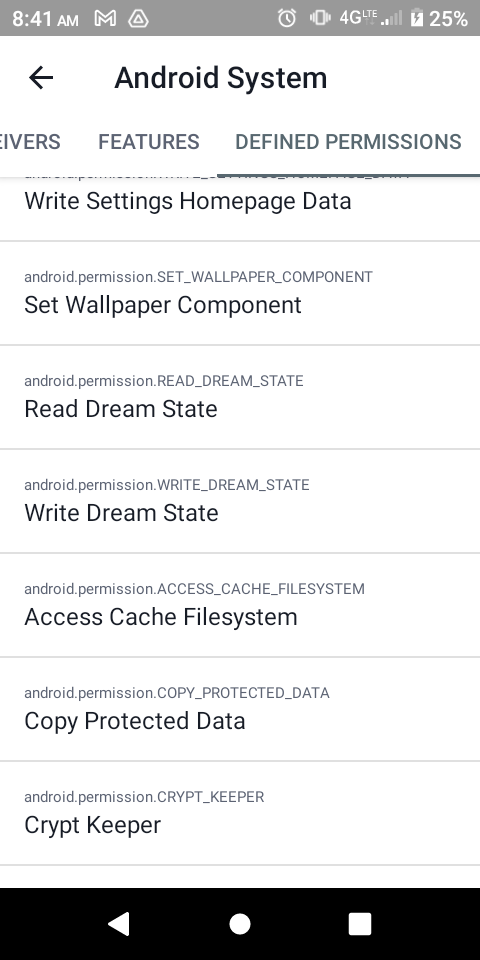 8:41 AM 4G LTE 25%
Android System
EIVERS FEATURES DEFINED PERMISSIONS
Write Settings Homepage Data
android.permission.SET_WALLPAPER_COMPONENT
Set Wallpaper Component
android.permission.READ_DREAM_STATE
Read Dream State
android.permission.WRITE_DREAM_STATE
Write Dream State
android.permission.ACCESS_CACHE_FILESYSTEM
Access Cache Filesystem
android.permission.COPY_PROTECTED_DATA
Copy Protected Data
android.permission.CRYPT_KEEPER
Crypt Keeper